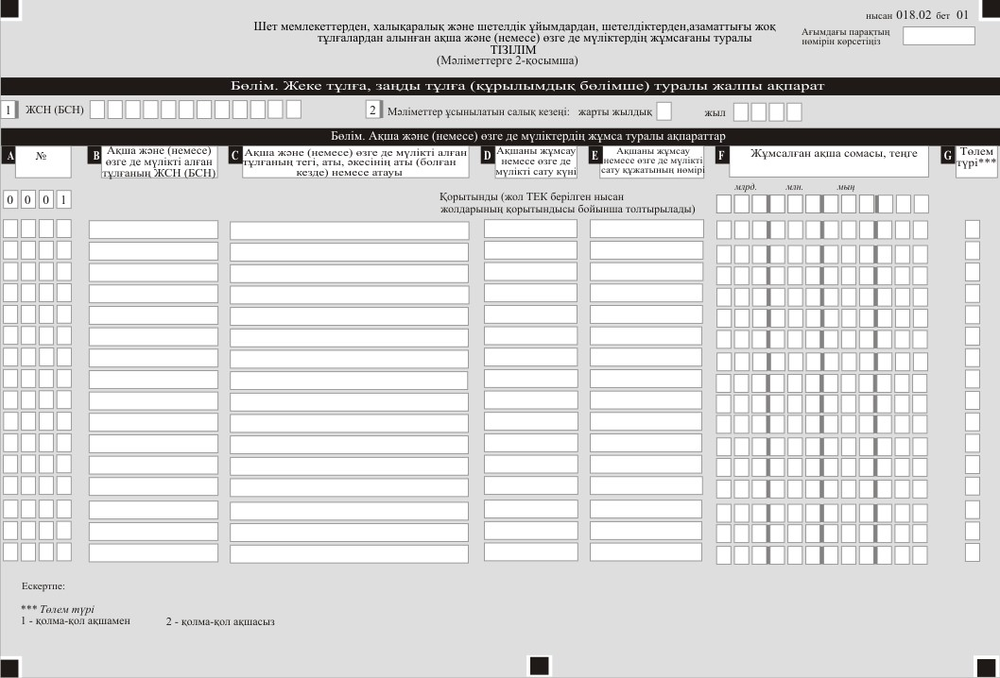 нысан 018.02 бет 01
Шет мемлекеттерден, халықаралық және шетелдік ұйымдардан, шетелдіктерден,азаматтығы жоқ
тұлғалардан алынған ақша және (немесе) өзге де мүліктердің жұмсағаны туралы
ТІЗІЛІМ
(Мәліметтерге 2-қосымша)
Ағымдағы парақтың
нөмірін көрсетіңіз
Бөлім. Жеке тұлға, заңды тұлға (құрылымдық бөлімше) туралы жалпы ақпарат
1 ЖСН (БСН)
2 Мәліметтер ұсынылатын салық кезеңі: жарты жылдық жыл
Бөлім. Ақша және (немесе) өзге де мүліктердің жұмса туралы ақпараттар
A №
B Ақша және (немесе)
өзге де мүлікті алған
тұлғаның ЖСН (БСН)
C Ақша және (немесе) өзге де мүлікті алған
тұлғаның тегі, аты, әкесінің аты (болған
кезде) немесе атауы
D Ақшаны жұмсау
немесе өзге де
мүлікті сату күні
E Ақшаны жұмсау
немесе өзге де мүлікті
сату құжатының нөмірі
F Жұмсалған ақша сомасы, теңге
G Төлем
түрі***
млрд. млн. мың
0 0 0 1
Қорытынды (жол ТЕК берілген нысан
жолдарының қорытындысы бойынша толтырылады)
Ескертпе:
*** Төлем түрі
1 - қолма-қол ақшамен 2 - қолма-қол ақшасыз